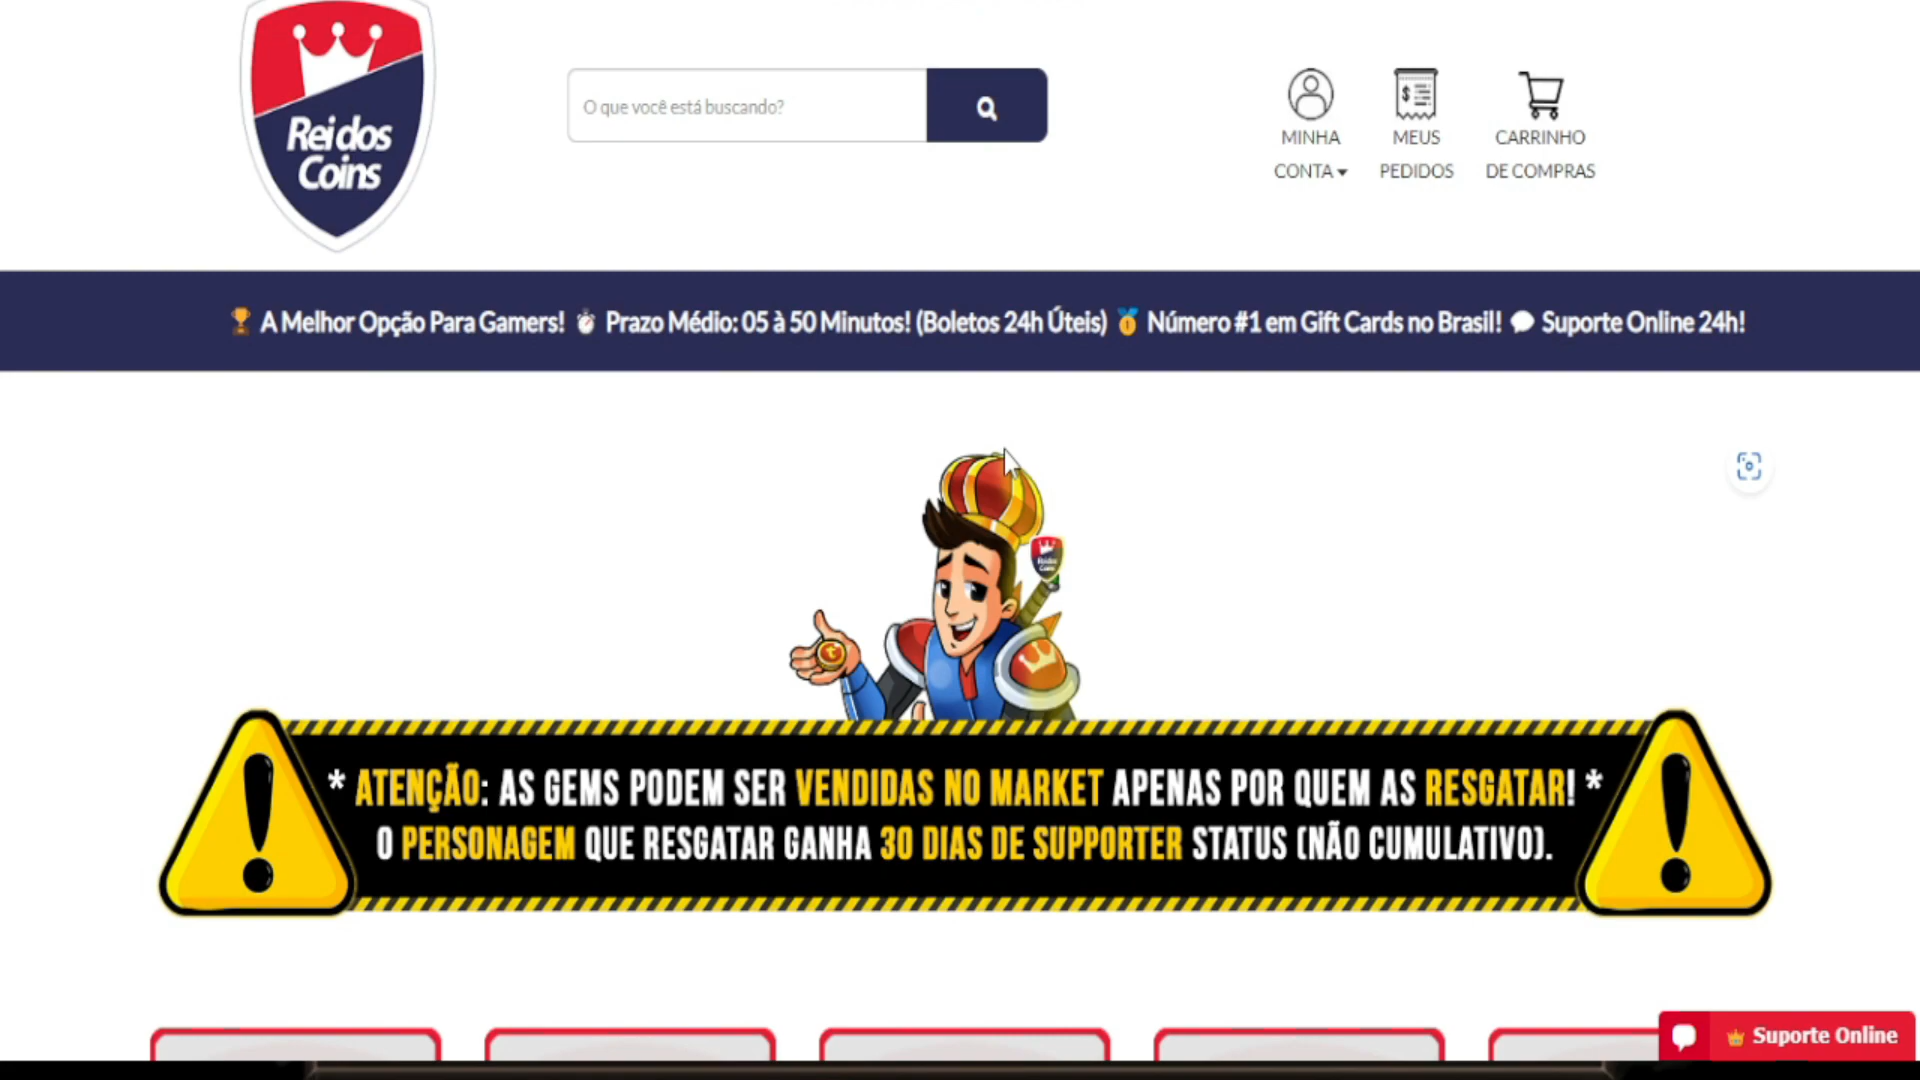 Rei dos
Coins
O que você está buscando?
MINHA
CONTA
MEUS
PEDIDOS
CARRINHO
DE COMPRAS
A Melhor Opção Para Gamers! Prazo Médio: 05 à 50 Minutos! (Boletos 24h Úteis) Número #1 em Gift Cards no Brasil! Suporte Online 24h!
Rei dos
Coins
* ATENÇÃO: AS GEMS PODEM SER VENDIDAS NO MARKET APENAS POR QUEM AS RESGATAR! *
O PERSONAGEM QUE RESGATAR GANHA 30 DIAS DE SUPPORTER STATUS (NÃO CUMULATIVO).
Suporte Online